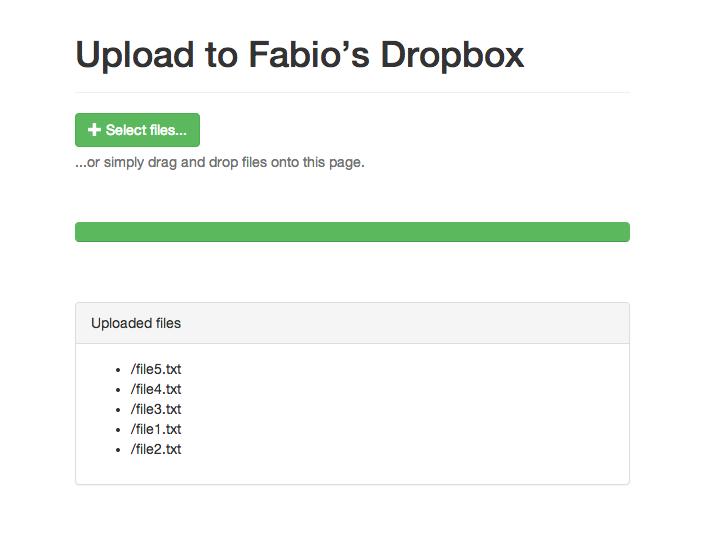 Upload to Fabio’s Dropbox
Select files...
...or simply drag and drop files onto this page.
Uploaded files
/file5.txt
/file4.txt
/file3.txt
/file1.txt
/file2.txt